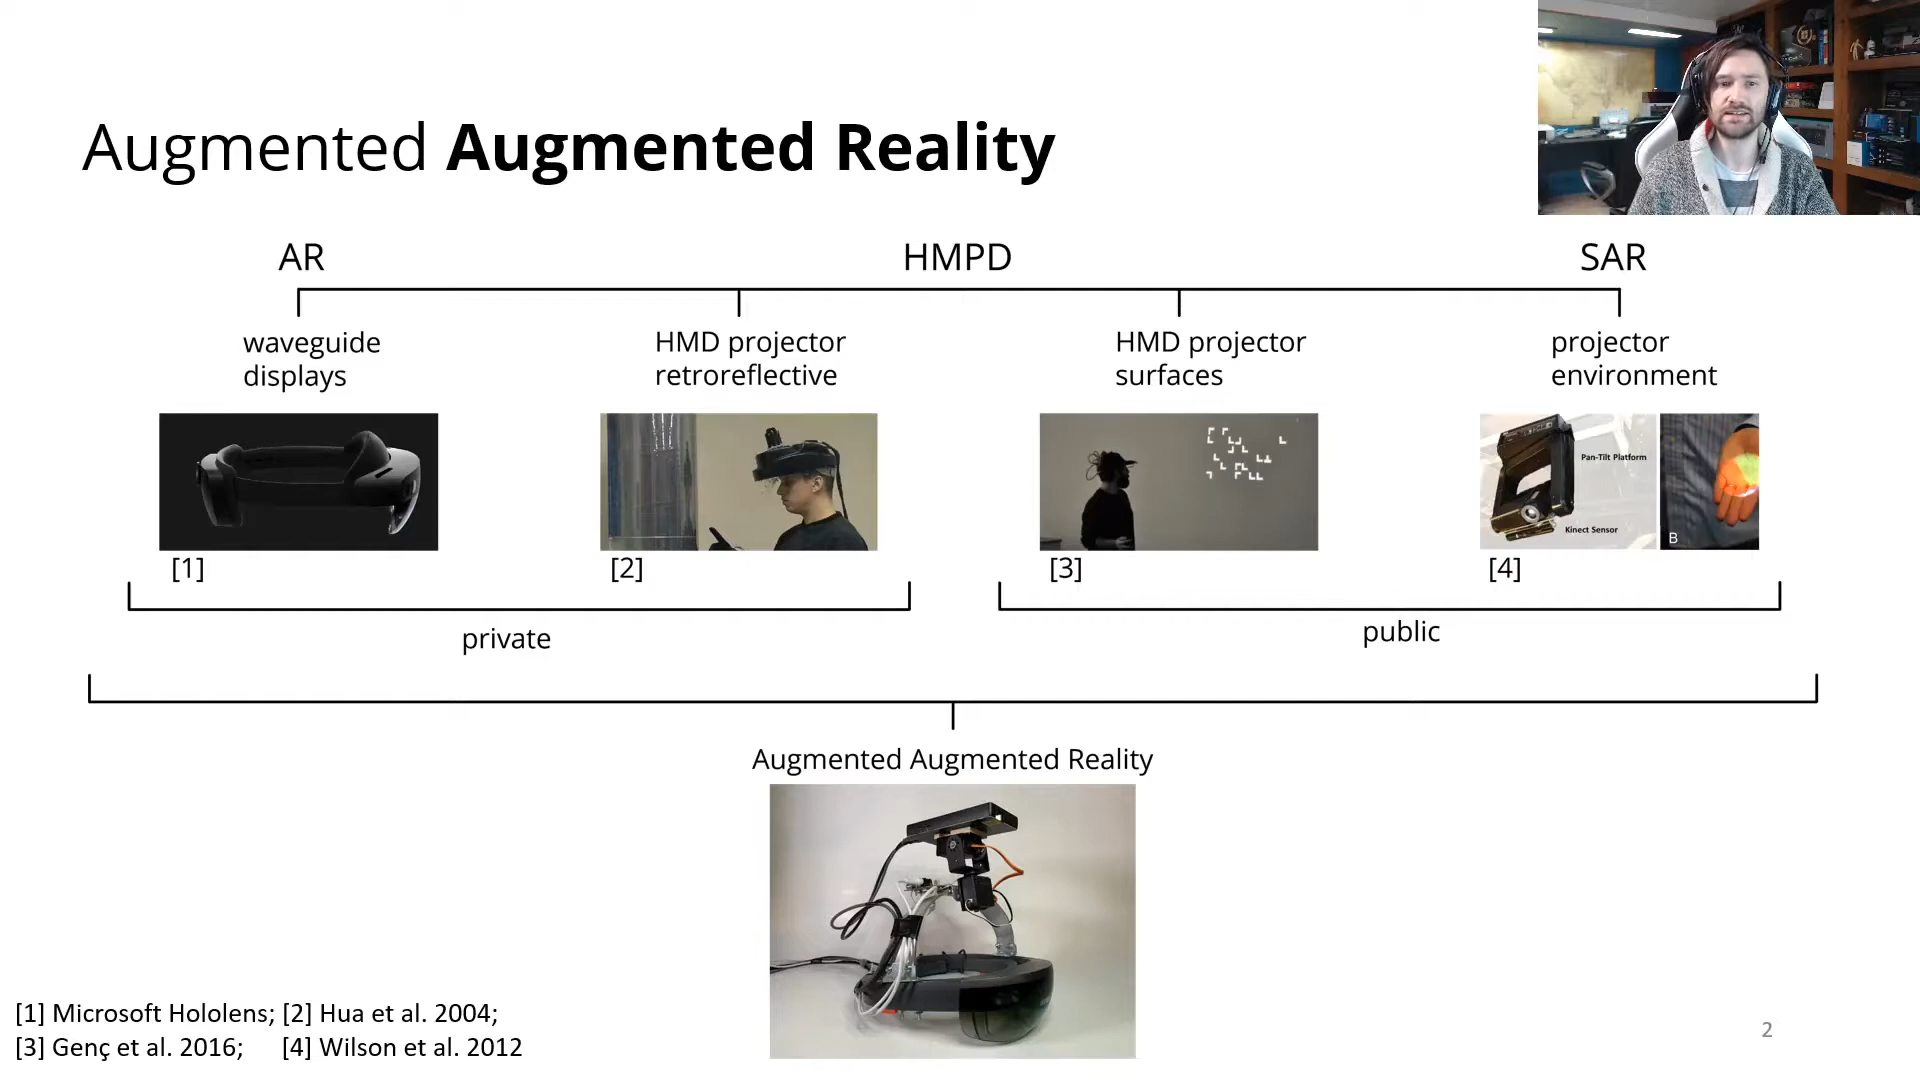 Augmented Augmented Reality
AR
HMPD
SAR
waveguide
displays
HMD projector
retroreflective
HMD projector
surfaces
projector
environment
Pan-Tilt Platform
Kinect Sensor
B
[1]
[2]
[3]
[4]
private
public
Augmented Augmented Reality
[1] Microsoft Hololens; [2] Hua et al. 2004;
[3] Genç et al. 2016; [4] Wilson et al. 2012
2